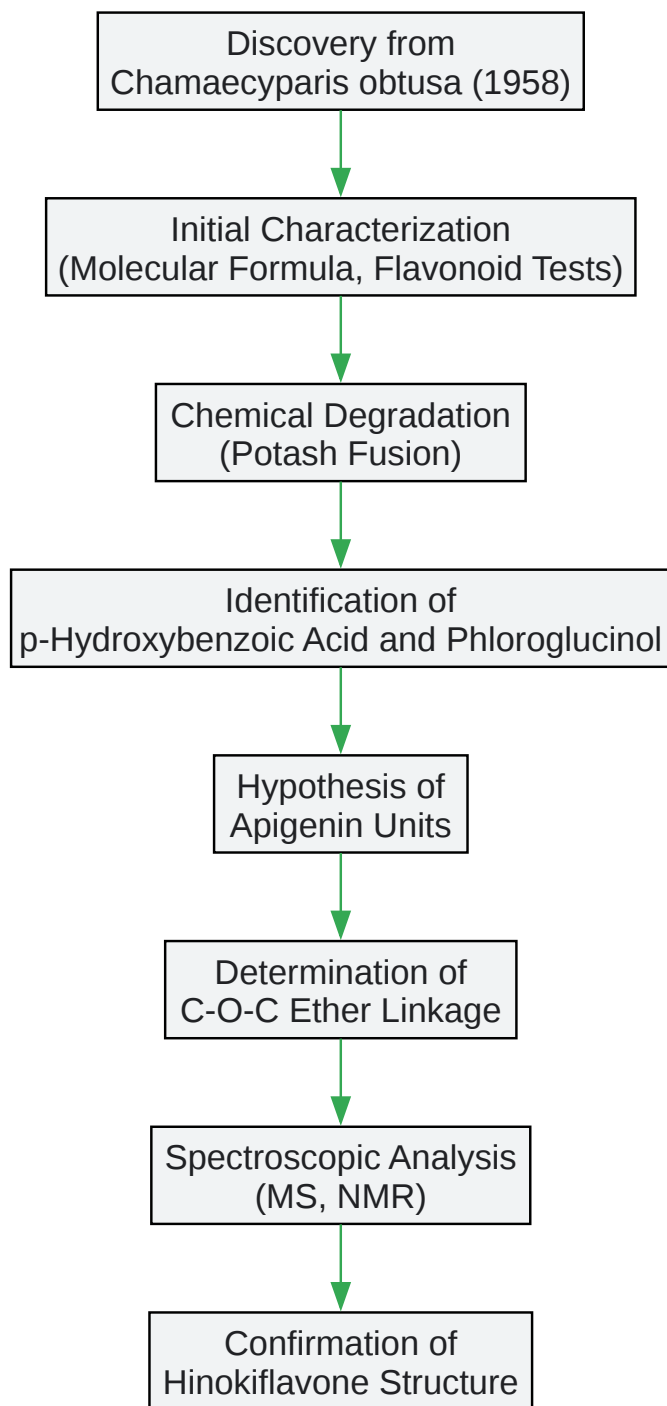 Discovery from
Chamaecyparis obtusa (1958)
Initial Characterization
(Molecular Formula, Flavonoid Tests)
Chemical Degradation
(Potash Fusion)
Identification of
p-Hydroxybenzoic Acid and Phloroglucinol
Hypothesis of
Apigenin Units
Determination of
C-O-C Ether Linkage
Spectroscopic Analysis
(MS, NMR)
Confirmation of
Hinokiflavone Structure